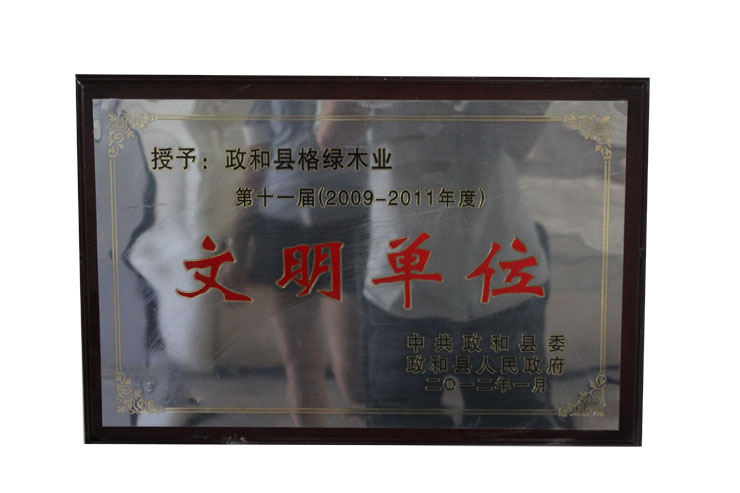 授予：政和县格绿木业
第十一届(2009-2011年度)
文明单位
中共政和县委
政和县人民政府
二〇一二年一月